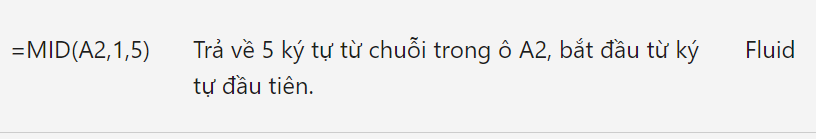 =MID(A2,1,5) Trả về 5 ký tự từ chuỗi trong ô A2, bắt đầu từ ký Fluid
tự đầu tiên.